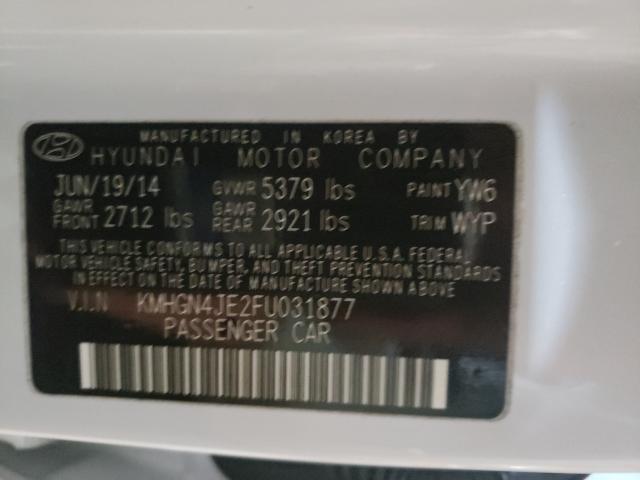 MANUFACTURED IN KOREA BY
HYUNDAI MOTOR COMPANY
JUN/19/14 GVWR 5379 lbs PAINT YW6
GAWR FRONT 2712 lbs GAWR REAR 2921 lbs TRIM WYP
THIS VEHICLE CONFORMS TO ALL APPLICABLE U.S.A. FEDERAL
MOTOR VEHICLE SAFETY, BUMPER, AND THEFT PREVENTION STANDARDS
IN EFFECT ON THE DATE OF MANUFACTURE SHOWN ABOVE
V.I.N KMHGN4JE2FU031877
PASSENGER CAR